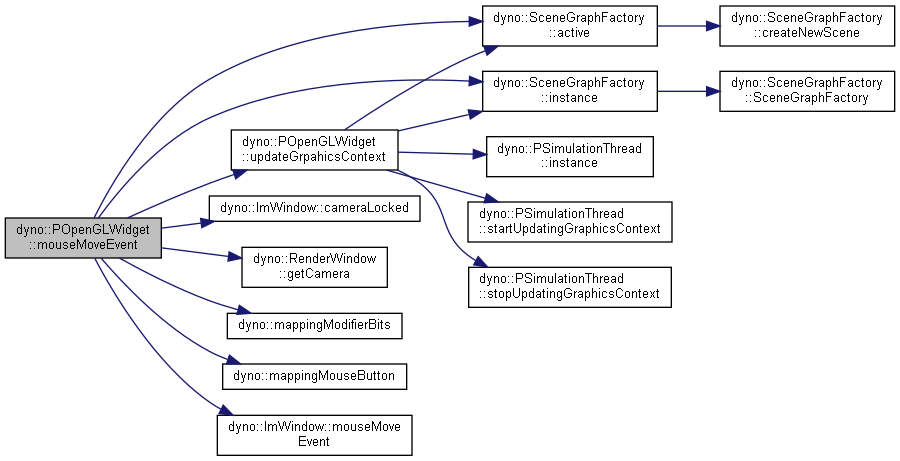 dyno::SceneGraphFactory
::active
dyno::SceneGraphFactory
::createNewScene
dyno::SceneGraphFactory
::instance
dyno::SceneGraphFactory
::SceneGraphFactory
dyno::POpenGLWidget
::updateGrpahicsContext
dyno::PSimulationThread
::instance
dyno::POpenGLWidget
::mouseMoveEvent
dyno::ImWindow::cameraLocked
dyno::PSimulationThread
::startUpdatingGraphicsContext
dyno::RenderWindow
::getCamera
dyno::PSimulationThread
::stopUpdatingGraphicsContext
dyno::mappingModifierBits
dyno::mappingMouseButton
dyno::ImWindow::mouseMove
Event